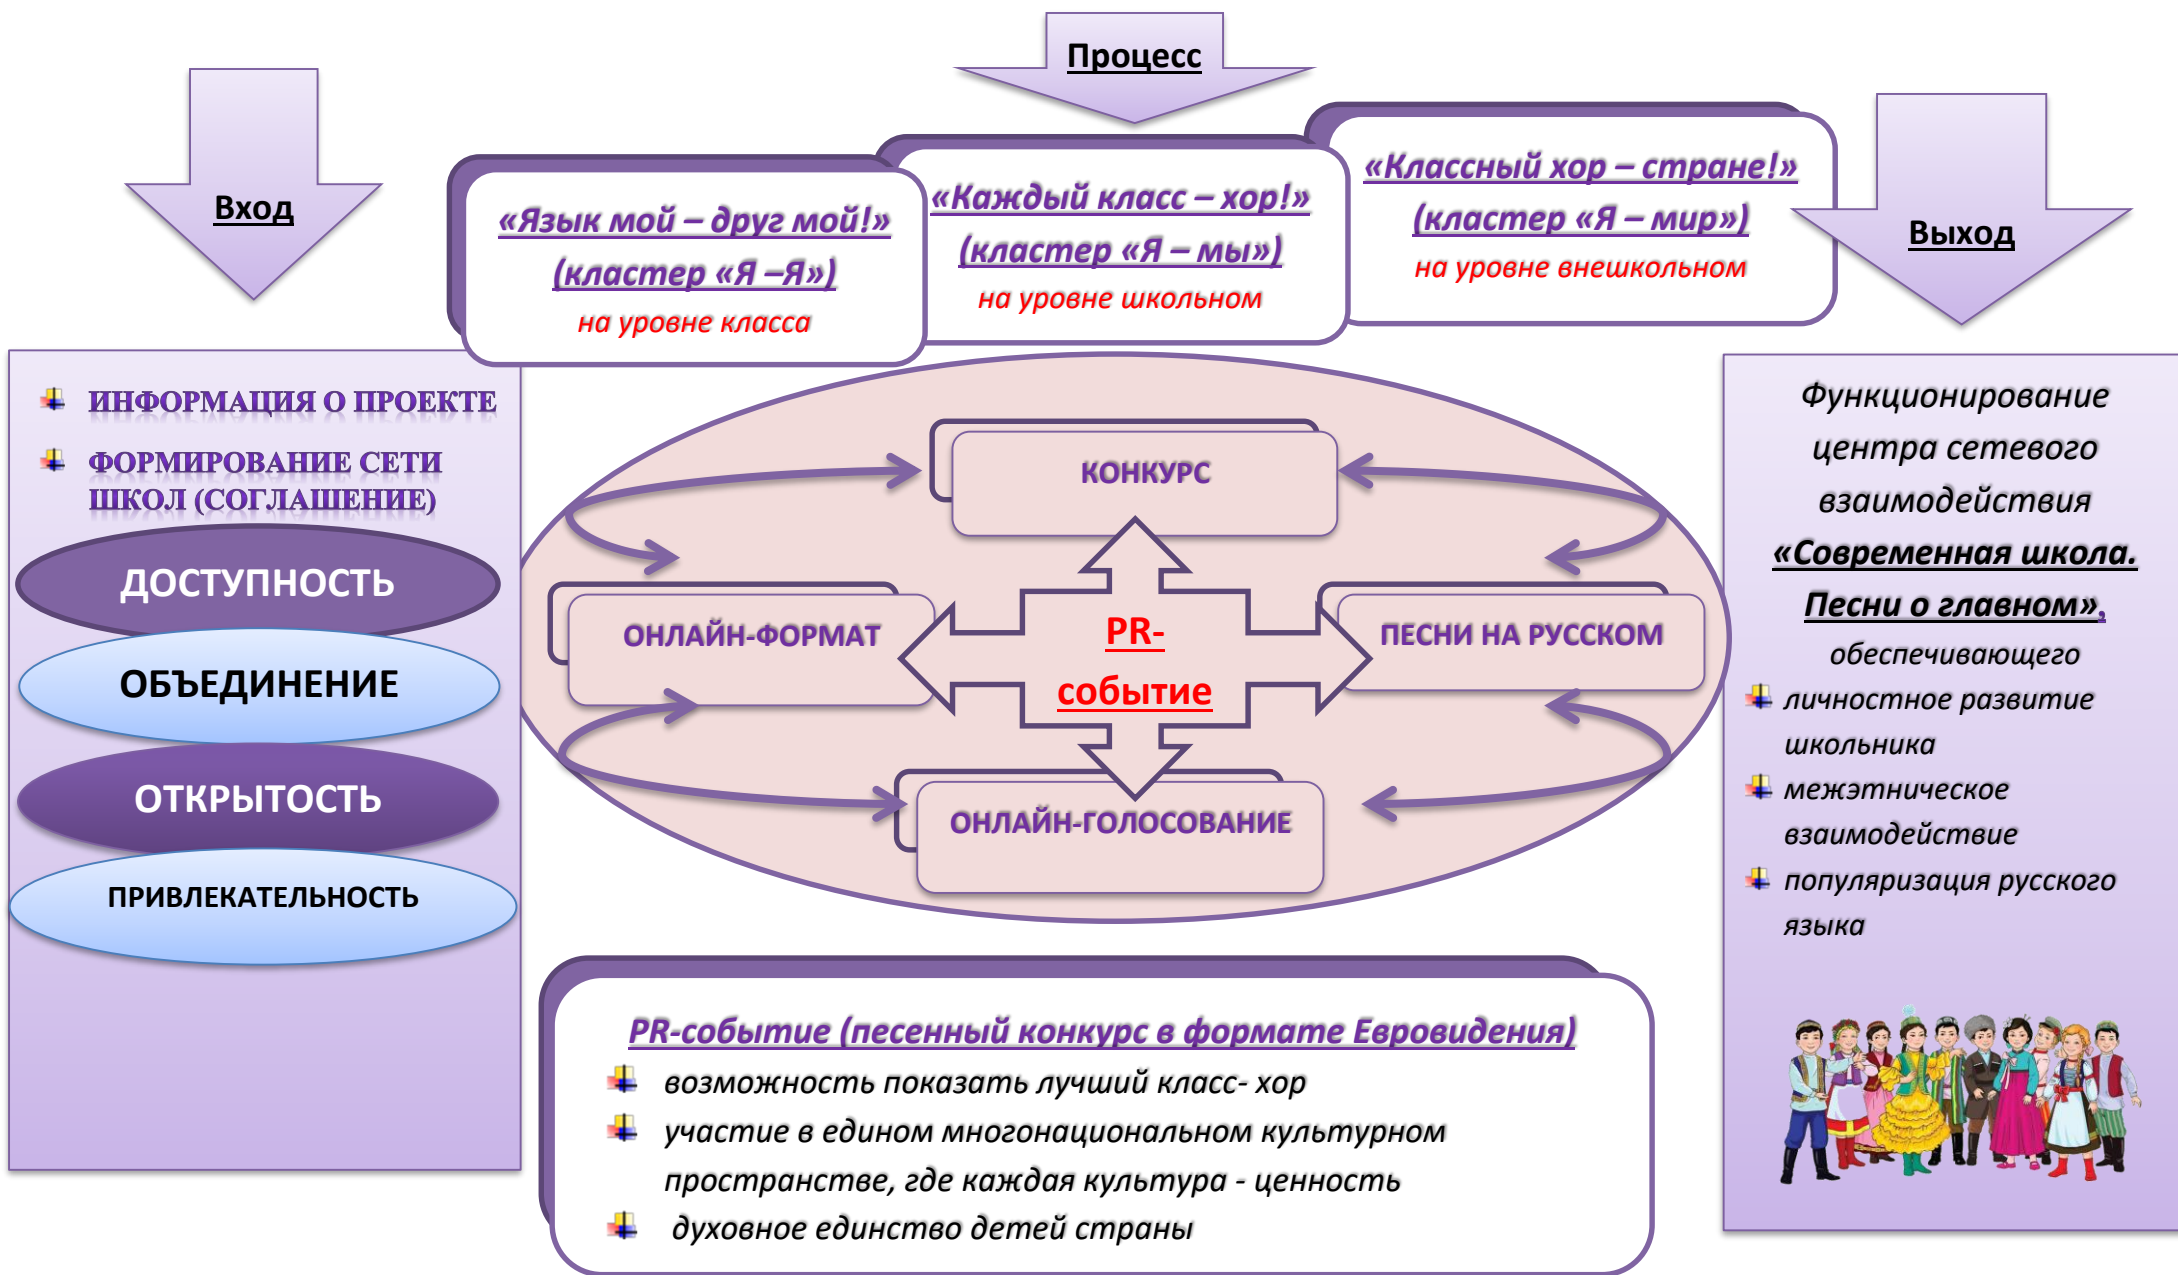 Процесс
Вход
Выход
«Язык мой – друг мой!»
(кластер «Я –Я»)
на уровне класса
«Каждый класс – хор!»
(кластер «Я – мы»)
на уровне школьном
«Классный хор – стране!»
(кластер «Я – мир»)
на уровне внешкольном
ИНФОРМАЦИЯ О ПРОЕКТЕ
ФОРМИРОВАНИЕ СЕТИ
ШКОЛ (СОГЛАШЕНИЕ)
ДОСТУПНОСТЬ
ОБЪЕДИНЕНИЕ
ОТКРЫТОСТЬ
ПРИВЛЕКАТЕЛЬНОСТЬ
КОНКУРС
ОНЛАЙН-ФОРМАТ
PR-
событие
ПЕСНИ НА РУССКОМ
ОНЛАЙН-ГОЛОСОВАНИЕ
Функционирование
центра сетевого
взаимодействия
«Современная школа.
Песни о главном»,
обеспечивающего
личностное развитие
школьника
межэтническое
взаимодействие
популяризация русского
языка
PR-событие (песенный конкурс в формате Евровидения)
возможность показать лучший класс- хор
участие в едином многонациональном культурном
пространстве, где каждая культура - ценность
духовное единство детей страны